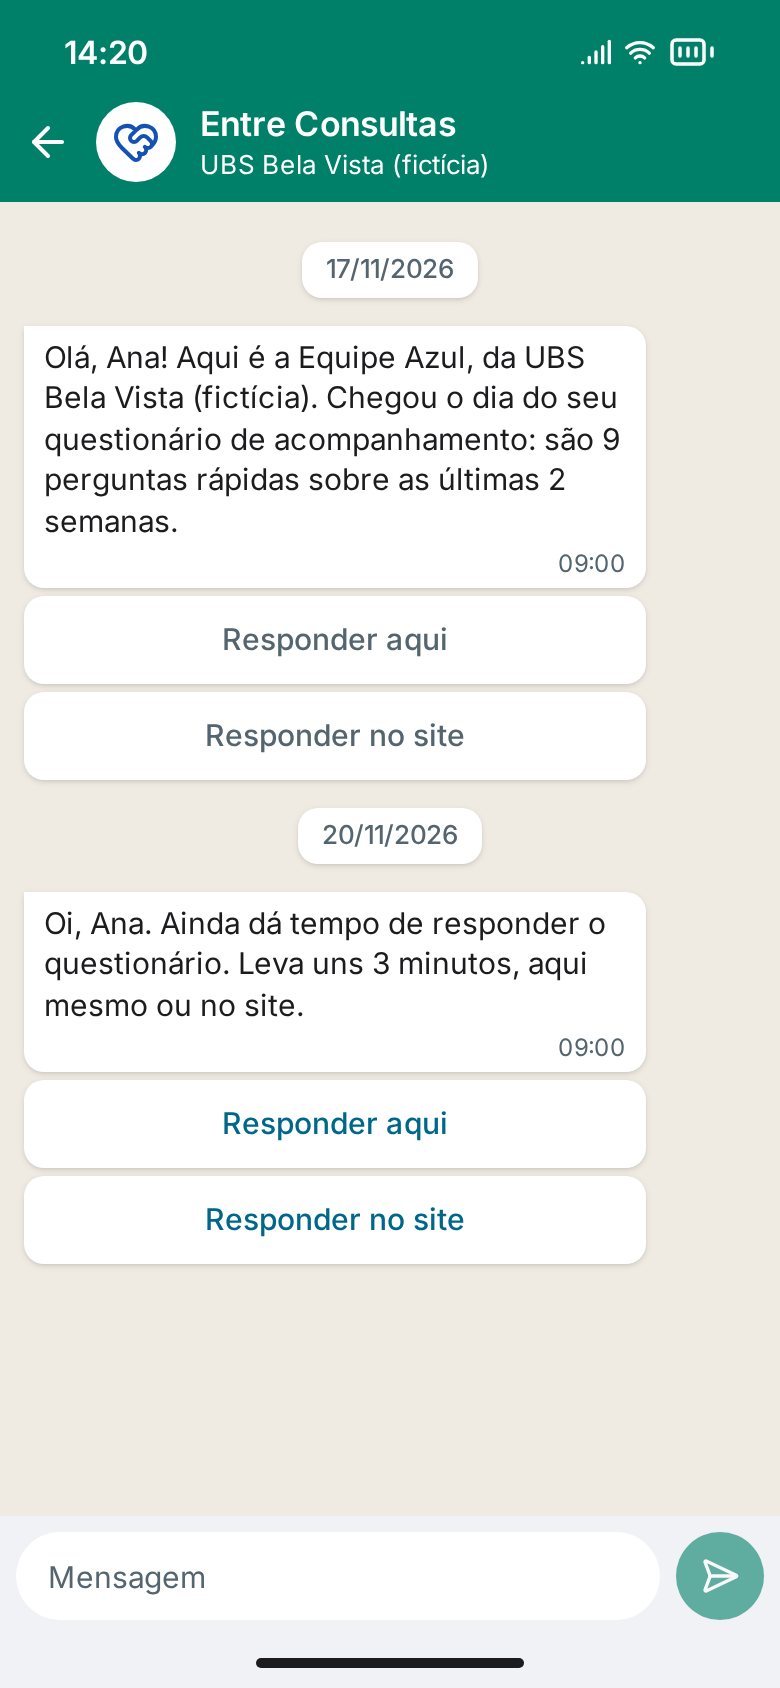 14:20
Entre Consultas
UBS Bela Vista (fictícia)
17/11/2026
Olá, Ana! Aqui é a Equipe Azul, da UBS
Bela Vista (fictícia). Chegou o dia do seu
questionário de acompanhamento: são 9
perguntas rápidas sobre as últimas 2
semanas.
09:00
Responder aqui
Responder no site
20/11/2026
Oi, Ana. Ainda dá tempo de responder o
questionário. Leva uns 3 minutos, aqui
mesmo ou no site.
09:00
Responder aqui
Responder no site
Mensagem